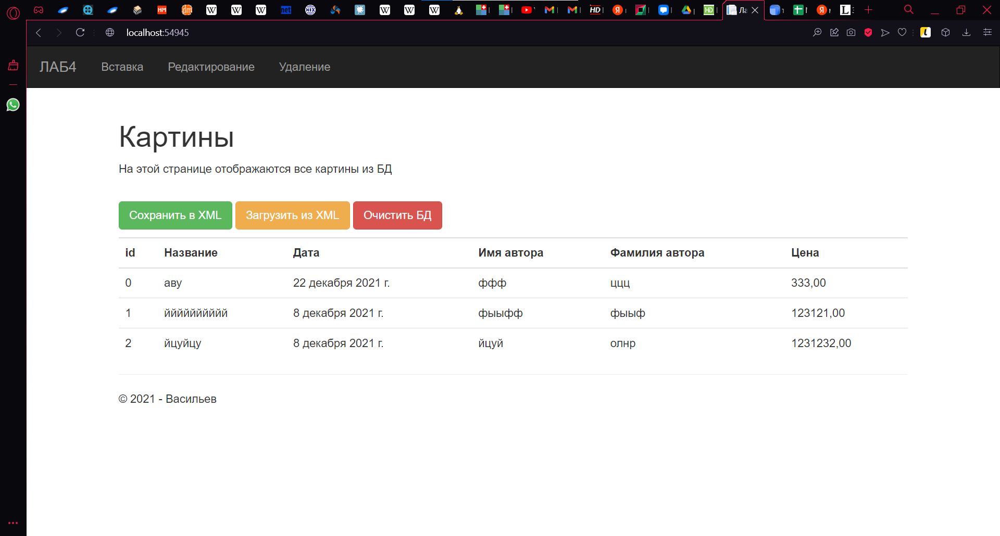 Ла
localhost:54945
ЛАБ4 Вставка Редактирование Удаление
Картины
На этой странице отображаются все картины из БД
Сохранить в XML Загрузить из XML Очистить БД
id Название Дата Имя автора Фамилия автора Цена
0 аву 22 декабря 2021 г. ффф ццц 333,00
1 йййййййййй 8 декабря 2021 г. фыыфф фыыф 123121,00
2 йцуйцу 8 декабря 2021 г. йцуй олнр 1231232,00
© 2021 - Васильев